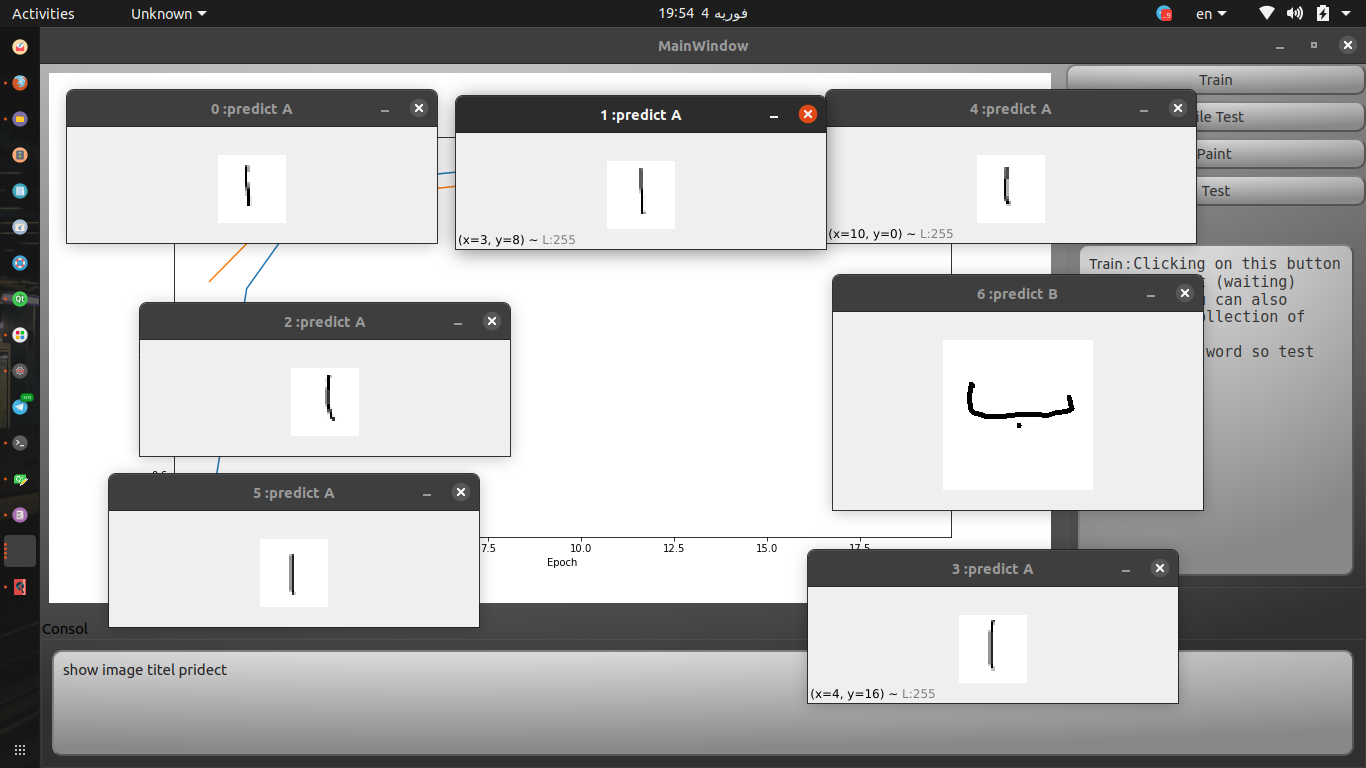 Activities
Unknown
19:54 4 فوریه
en
MainWindow
Train
ile Test
Paint
Test
0 :predict A
1 :predict A
(x=3, y=8) ~ L:255
4 :predict A
(x=10, y=0) ~ L:255
Train : Clicking on this button
(waiting)
can also
llection of
word so test
2 :predict A
6 :predict B
ب
5 :predict A
3 :predict A
(x=4, y=16) ~ L:255
7.5 10.0 12.5 15.0 17.5
Epoch
Consol
show image titel pridect